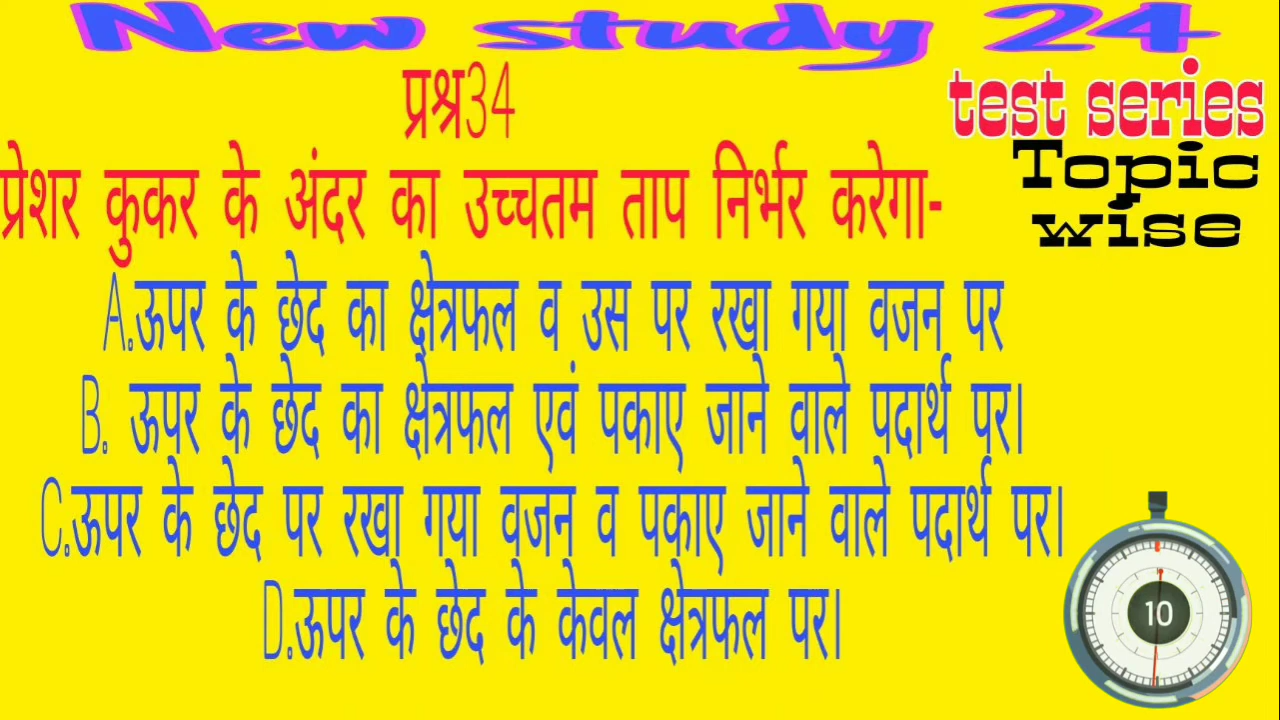 New study 24
test series
Topic
wise
प्रश्न34
प्रेशर कुकर के अंदर का उच्चतम ताप निर्भर करेगा-
A.ऊपर के छेद का क्षेत्रफल व उस पर रखा गया वजन पर
B. ऊपर के छेद का क्षेत्रफल एवं पकाए जाने वाले पदार्थ पर।
C.ऊपर के छेद पर रखा गया वजन व पकाए जाने वाले पदार्थ पर।
D.ऊपर के छेद के केवल क्षेत्रफल पर।
10